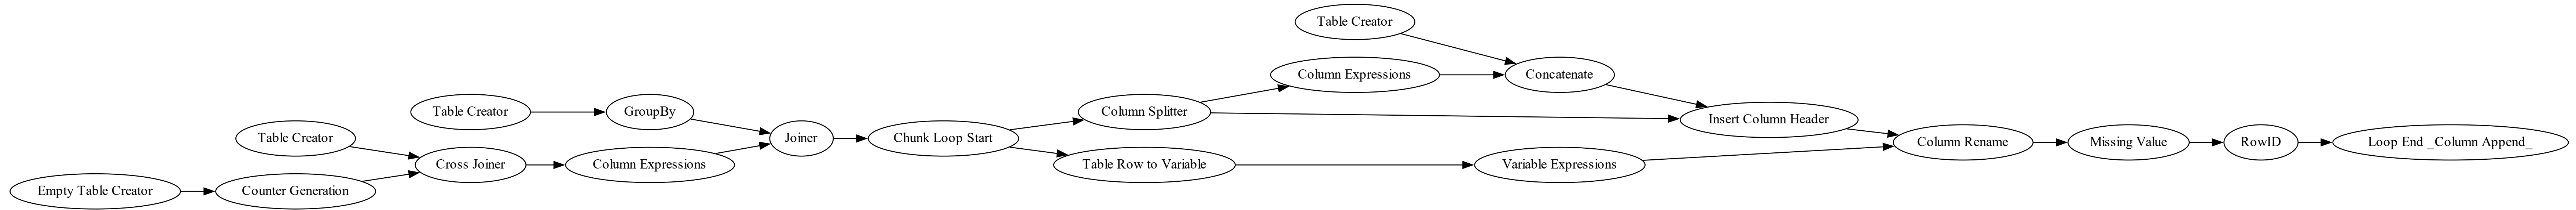 Table Creator
Column Expressions
Concatenate
Table Creator
GroupBy
Column Splitter
Insert Column Header
Table Creator
Joiner
Chunk Loop Start
Column Rename
Missing Value
RowID
Loop End _Column Append_
Cross Joiner
Column Expressions
Table Row to Variable
Variable Expressions
Empty Table Creator
Counter Generation